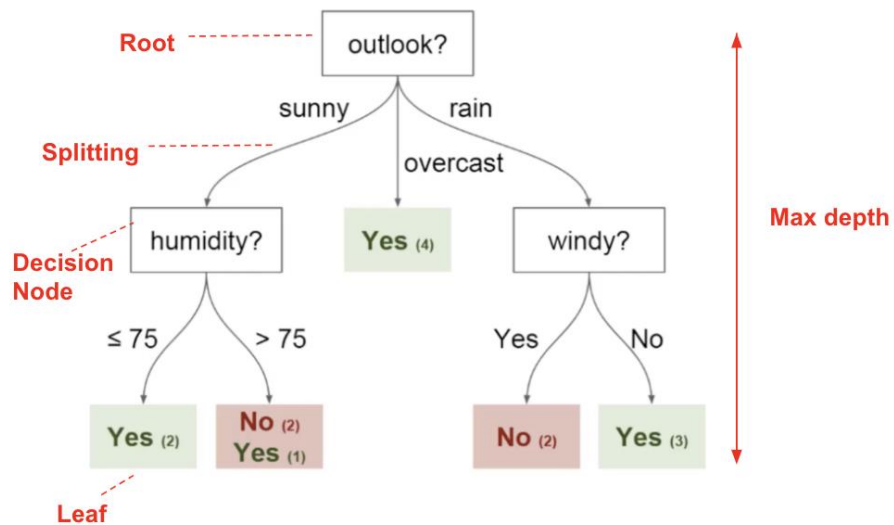 Root
outlook?
sunny
rain
Splitting
overcast
Max depth
humidity?
Yes (4)
windy?
Decision
Node
≤ 75
> 75
Yes
No
Yes (2)
No (2)
Yes (1)
No (2)
Yes (3)
Leaf